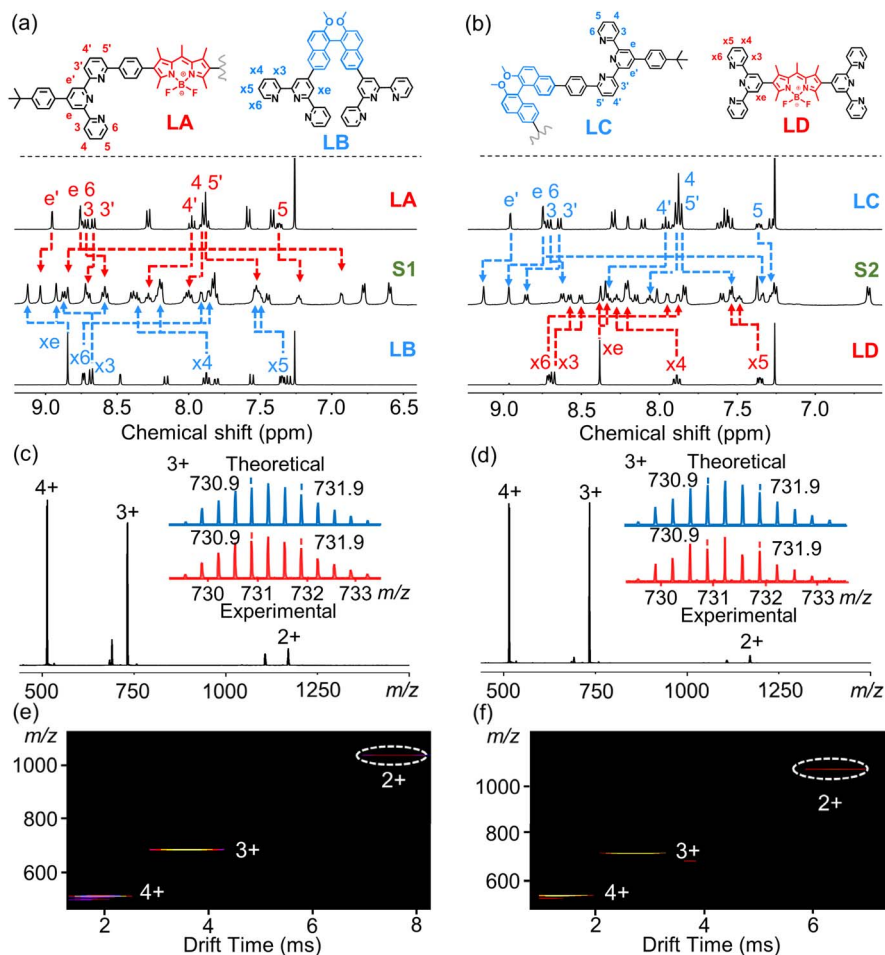 (a)
4' 5'
3'
e'
N N N
e
3 6
4 5
LA
N B N
F F
O
O
x4 x3
x5
x6
xe
N N N
LB
e' e 6 4 5'
3 3' 4' 5
LA
S1
xe x6 x3 x4 x5
LB
9.0 8.5 8.0 7.5 7.0 6.5
Chemical shift (ppm)
(b)
5 4
6 3
e
e'
3'
5' 4'
O
O
LC
x5 x4
x6 x3
xe
N B N
F F
LD
e' e 6 4
3 3' 4' 5' 5
LC
S2
x6 x3 xe x4 x5
LD
9.0 8.5 8.0 7.5 7.0
Chemical shift (ppm)
(c)
4+
3+
2+
3+ Theoretical
730.9 731.9
730.9 731.9
730 731 732 733 m/z
Experimental
500 750 1000 1250 m/z
(d)
4+
3+
2+
3+ Theoretical
730.9 731.9
730.9 731.9
730 731 732 733 m/z
Experimental
500 750 1000 1250 m/z
(e)
m/z
1000
800
600
2+
3+
4+
2 4 6 8
Drift Time (ms)
(f)
m/z
1000
800
600
2+
3+
4+
2 4 6
Drift Time (ms)